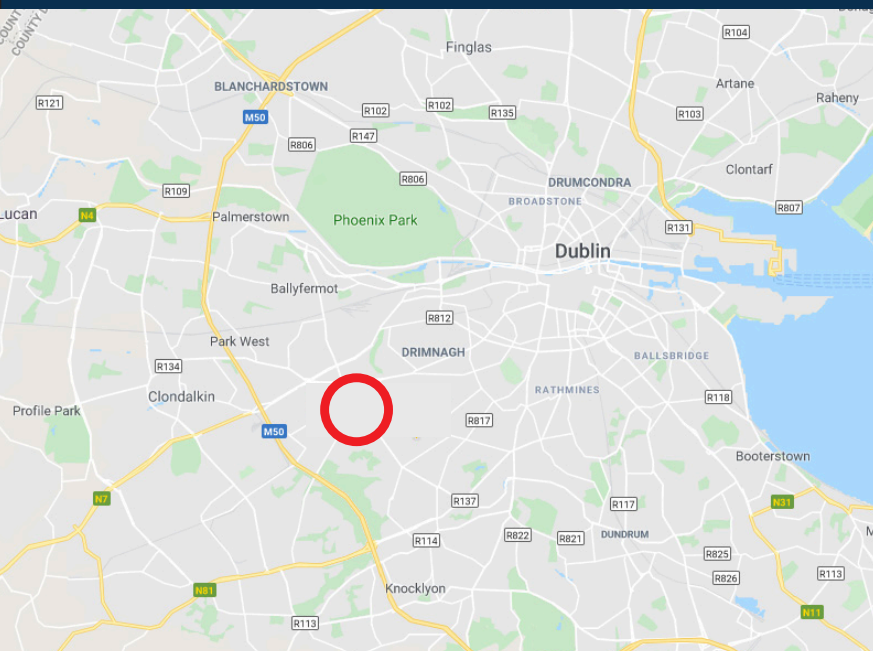 COUNT
COUNTY D
R104
Finglas
Artane
BLANCHARDSTOWN
R121
R102
R102
Raheny
M50
R135
R103
R147
R806
Clontarf
R806
DRUMCONDRA
R109
BROADSTONE
R807
Lucan
N4
Palmerstown
Phoenix Park
R131
Dublin
Ballyfermot
R812
Park West
DRIMNAGH
BALLSBRIDGE
R134
Clondalkin
RATHMINES
R118
Profile Park
R817
M50
Booterstown
N7
R137
R117
N31
R114
R822
R821
DUNDRUM
R825
R826
R113
N81
Knocklyon
N11
R113